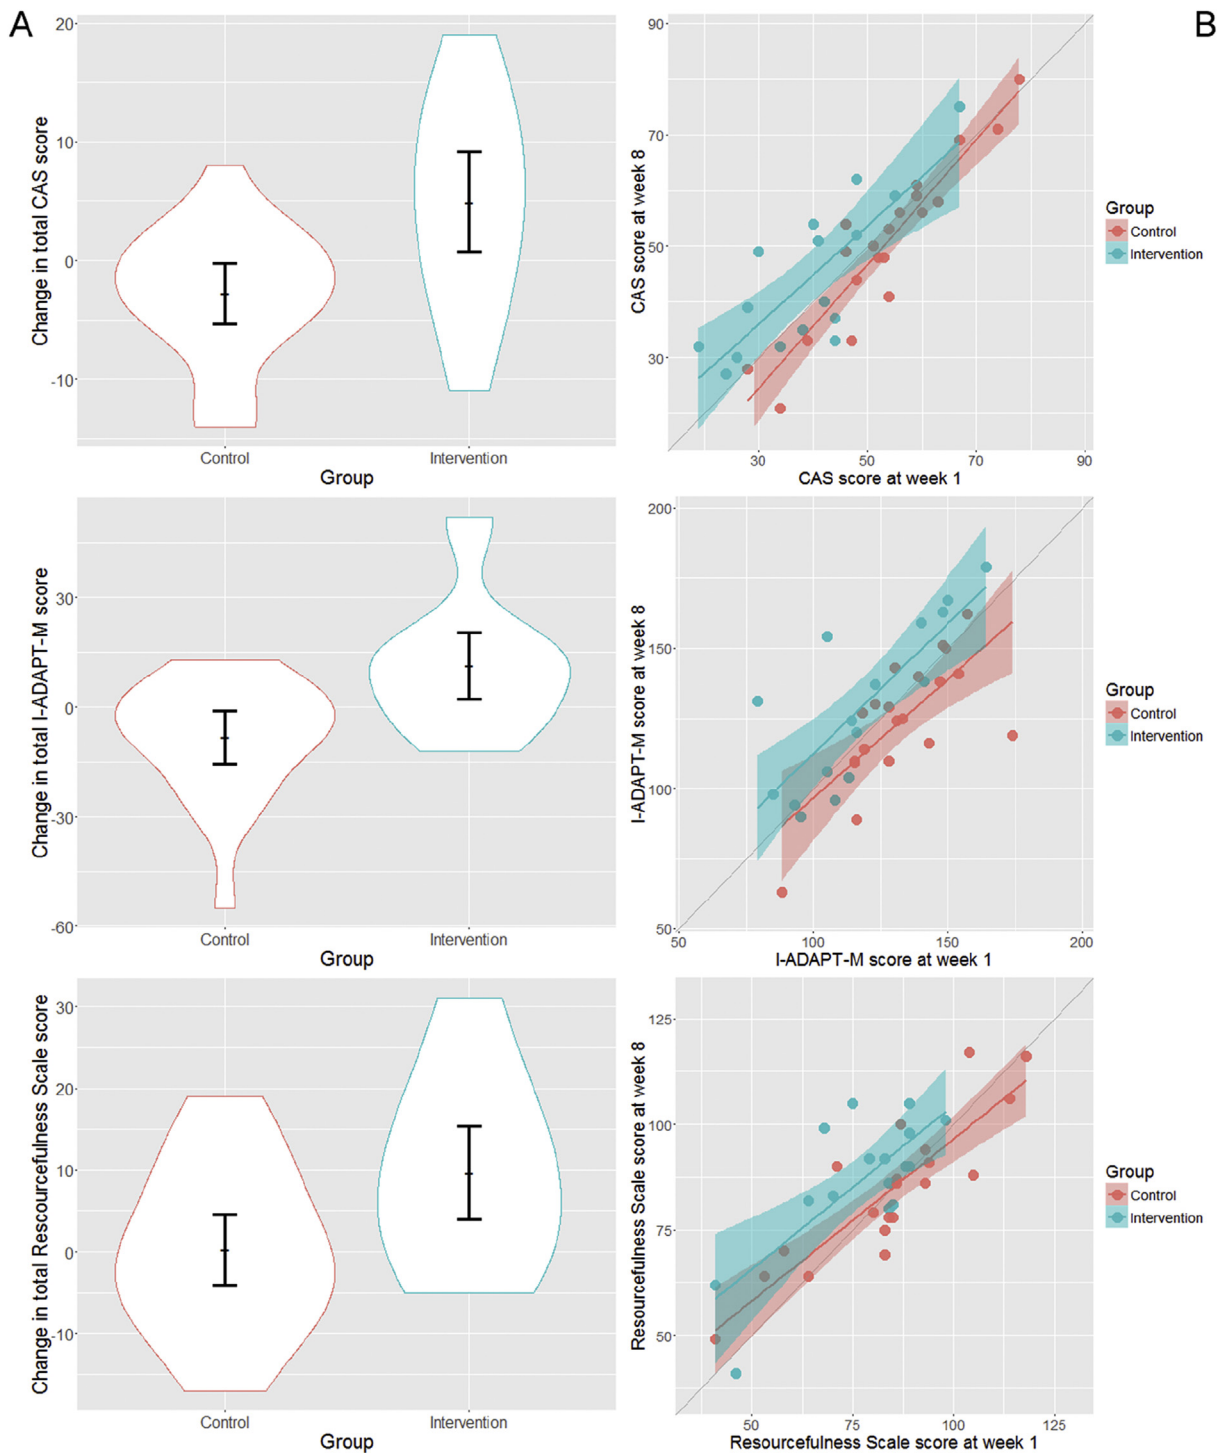 A
B
Change in total CAS score
20
10
0
-10
Control
Intervention
Group
CAS score at week 8
90
70
50
30
30
50
70
90
CAS score at week 1
Group
Control
Intervention
Change in total I-ADAPT-M score
30
0
-30
-60
Control
Intervention
Group
I-ADAPT-M score at week 8
200
150
100
50
50
100
150
200
I-ADAPT-M score at week 1
Group
Control
Intervention
Change in total Rescourcefulness Scale score
30
20
10
0
-10
Control
Intervention
Group
Resourcefulness Scale score at week 8
125
100
75
50
50
75
100
125
Resourcefulness Scale score at week 1
Group
Control
Intervention